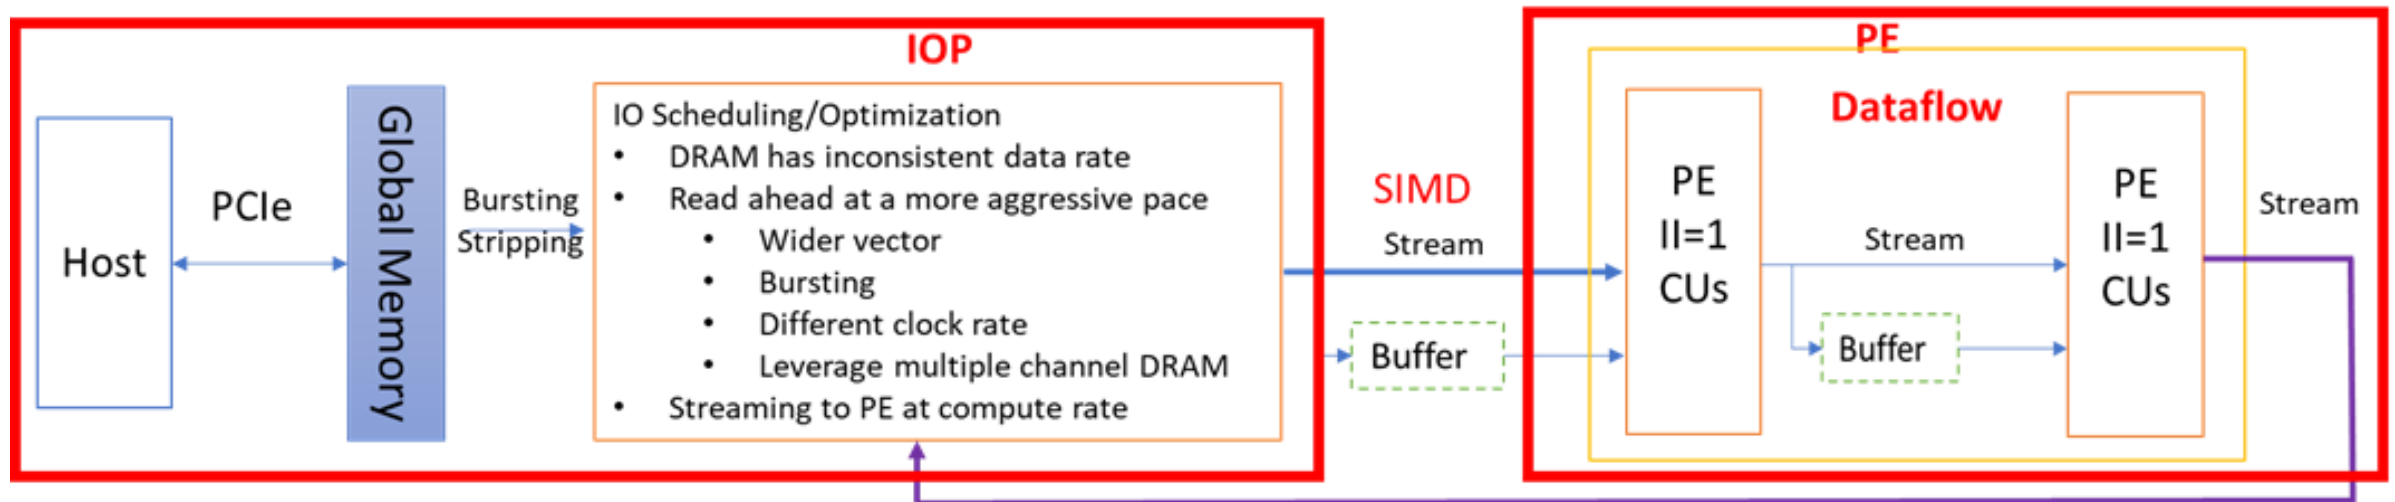 IOP
Host
PCIe
Global Memory
Bursting
Stripping
IO Scheduling/Optimization
• DRAM has inconsistent data rate
• Read ahead at a more aggressive pace
• Wider vector
• Bursting
• Different clock rate
• Leverage multiple channel DRAM
• Streaming to PE at compute rate
SIMD
Stream
Buffer
PE
Dataflow
PE
II=1
CUs
Stream
Buffer
PE
II=1
CUs
Stream